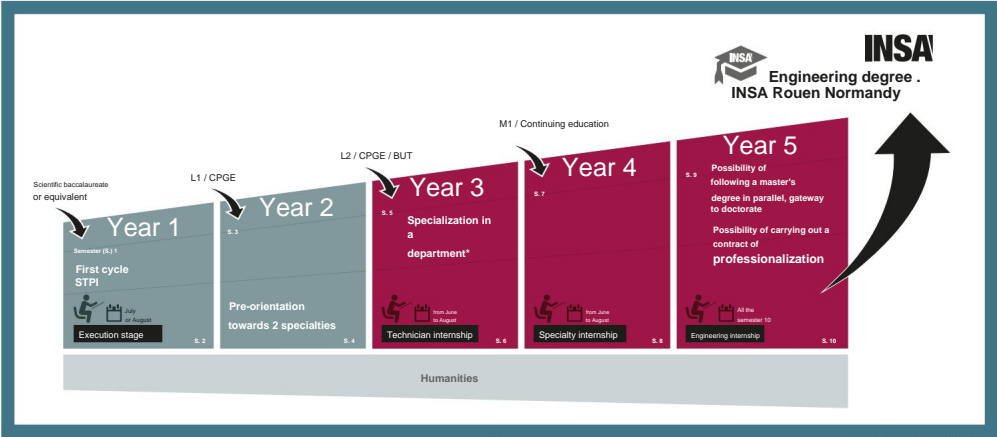 INSA
INSA
Engineering degree .
INSA Rouen Normandy
M1 / Continuing education
L2 / CPGE / BUT
L1 / CPGE
Scientific baccalaureate
or equivalent
Year 1
Semester (S.) 1
First cycle
STPI
July
or August
Execution stage
S. 2
Year 2
S. 3
Pre-orientation
towards 2 specialties
S. 4
Year 3
S. 5
Specialization in
a
department*
from June
to August
Technician internship
S. 6
Year 4
S. 7
from June
to August
Specialty internship
S. 8
Year 5
S. 9
Possibility of
following a master's
degree in parallel, gateway
to doctorate
Possibility of carrying out a
contract of
professionalization
All the
semester 10
Engineering internship
S. 10
Humanities